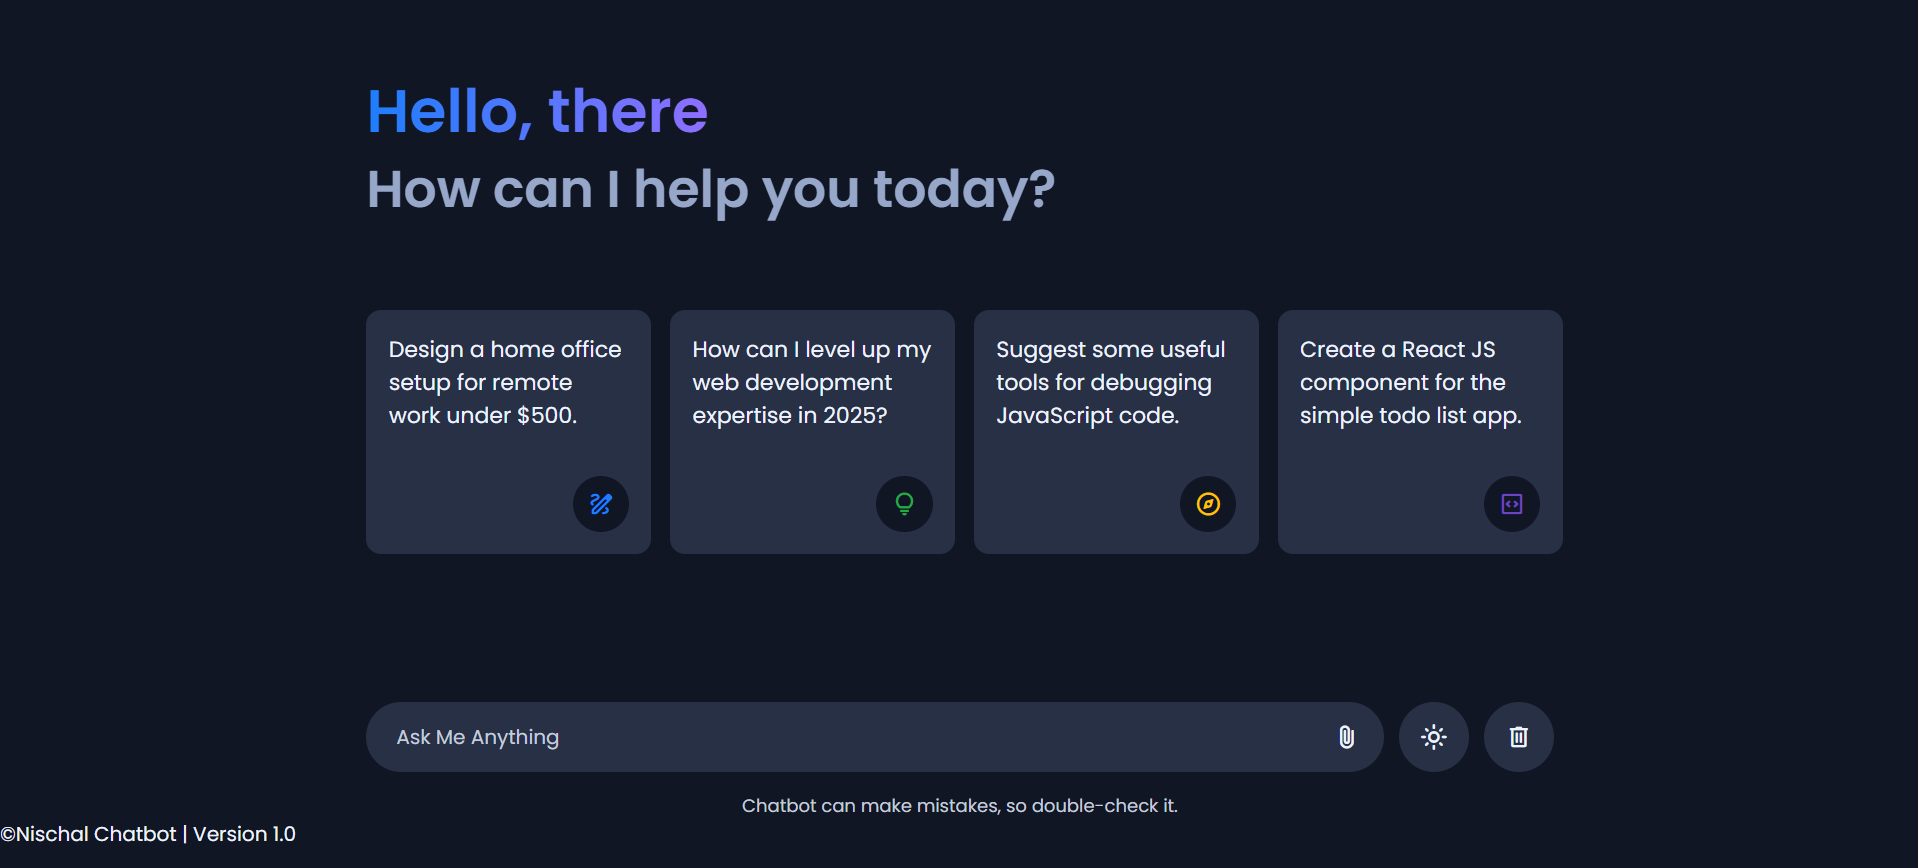 Hello, there
How can I help you today?
Design a home office
setup for remote
work under $500.
How can I level up my
web development
expertise in 2025?
Suggest some useful
tools for debugging
JavaScript code.
Create a React JS
component for the
simple todo list app.
Ask Me Anything
Chatbot can make mistakes, so double-check it.
©Nischal Chatbot | Version 1.0